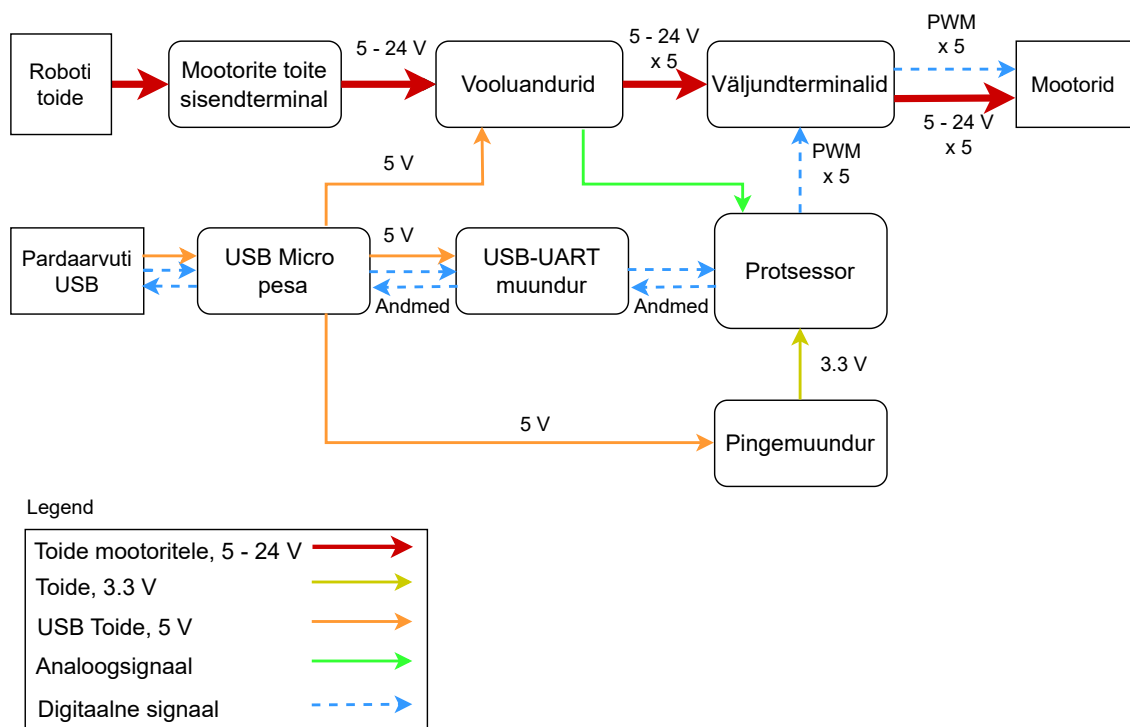 Roboti
toide
Mootorite toite
sisendterminal
5 - 24 V
Vooluandurid
5 - 24 V
x 5
Väljundterminalid
PWM
x 5
5 - 24 V
x 5
Mootorid
5 V
PWM
x 5
Pardaarvuti
USB
USB Micro
pesa
5 V
Andmed
USB-UART
muundur
Andmed
Protsessor
3.3 V
5 V
Pingemuundur
Legend
Toide mootoritele, 5 - 24 V
Toide, 3.3 V
USB Toide, 5 V
Analoogsignaal
Digitaalne signaal